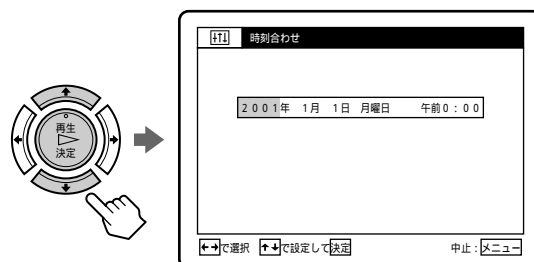 時刻合わせ
2001年 1月 1日 月曜日 午前0:00
再生
決定
←→で選択 ↑↓で設定して決定 中止:メニュー